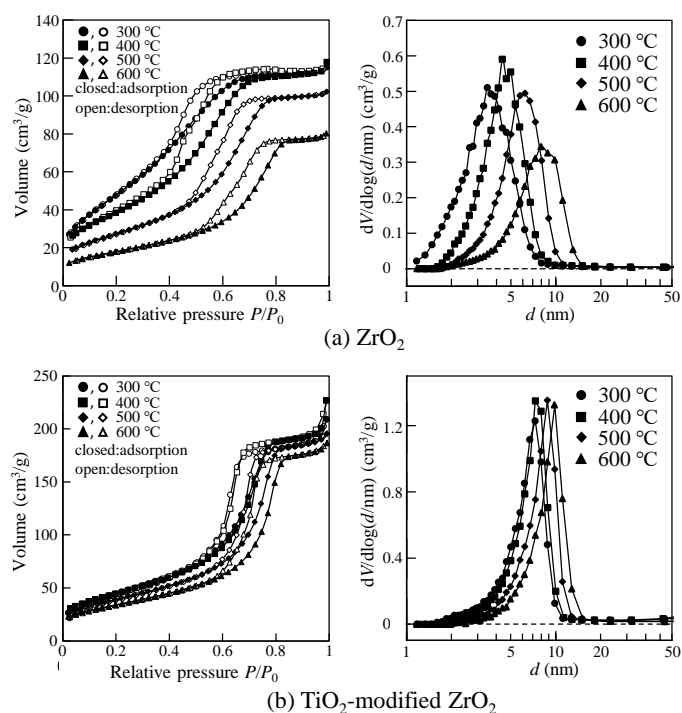 140
120
100
80
60
40
20
0
Volume (cm³/g)
●, ○ 300 °C
■, □ 400 °C
◆, ◇ 500 °C
▲, △ 600 °C
closed:adsorption
open:desorption
0 0.2 0.4 0.6 0.8 1
Relative pressure P/P₀
0.7
0.6
0.5
0.4
0.3
0.2
0.1
0
dV/dlog(d/nm) (cm³/g)
● 300 °C
■ 400 °C
◆ 500 °C
▲ 600 °C
1 2 5 10 20 50
d (nm)
(a) ZrO₂
250
200
150
100
50
0
Volume (cm³/g)
●, ○ 300 °C
■, □ 400 °C
◆, ◇ 500 °C
▲, △ 600 °C
closed:adsorption
open:desorption
0 0.2 0.4 0.6 0.8 1
Relative pressure P/P₀
1.2
0.8
0.4
0
dV/dlog(d/nm) (cm³/g)
● 300 °C
■ 400 °C
◆ 500 °C
▲ 600 °C
1 2 5 10 20 50
d (nm)
(b) TiO₂-modified ZrO₂